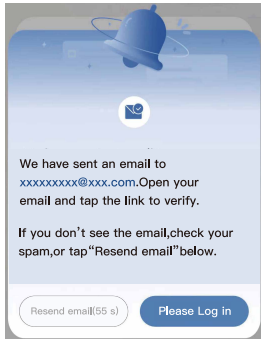 We have sent an email to
xxxxxxxxx@xxx.com.Open your
email and tap the link to verify.
If you don't see the email,check your
spam,or tap“Resend email”below.
Resend email(55 s)
Please Log in